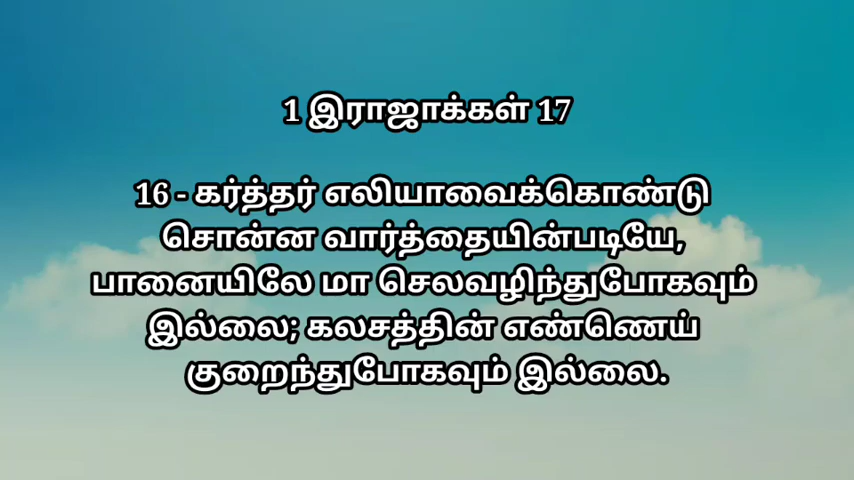 1 இராஜாக்கள் 17
16 - கர்த்தர் எலியாவைக்கொண்டு
சொன்ன வார்த்தையின்படியே,
பானையிலே மா செலவழிந்துபோகவும்
இல்லை; கலசத்தின் எண்ணெய்
குறைந்துபோகவும் இல்லை.